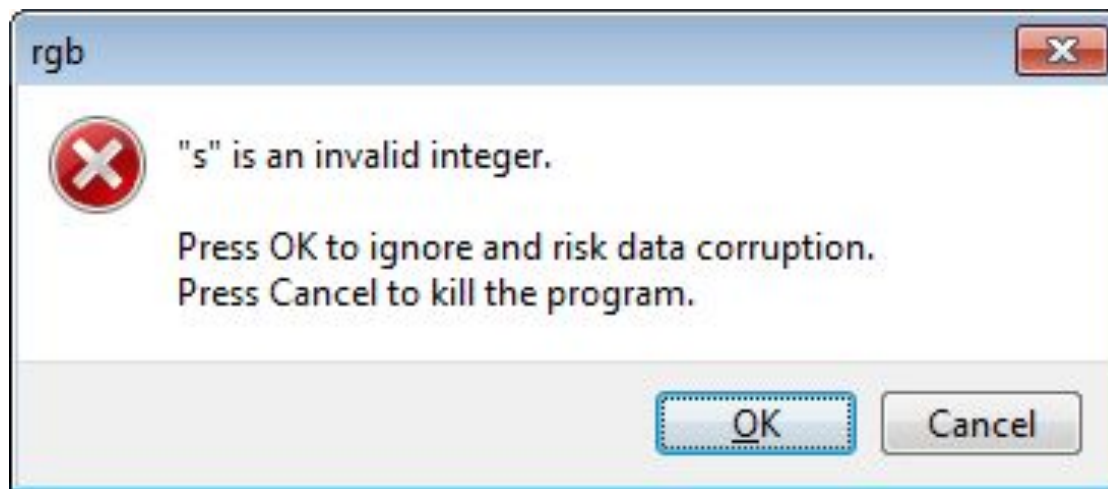 rgb
"s" is an invalid integer.
Press OK to ignore and risk data corruption.
Press Cancel to kill the program.
OK
Cancel